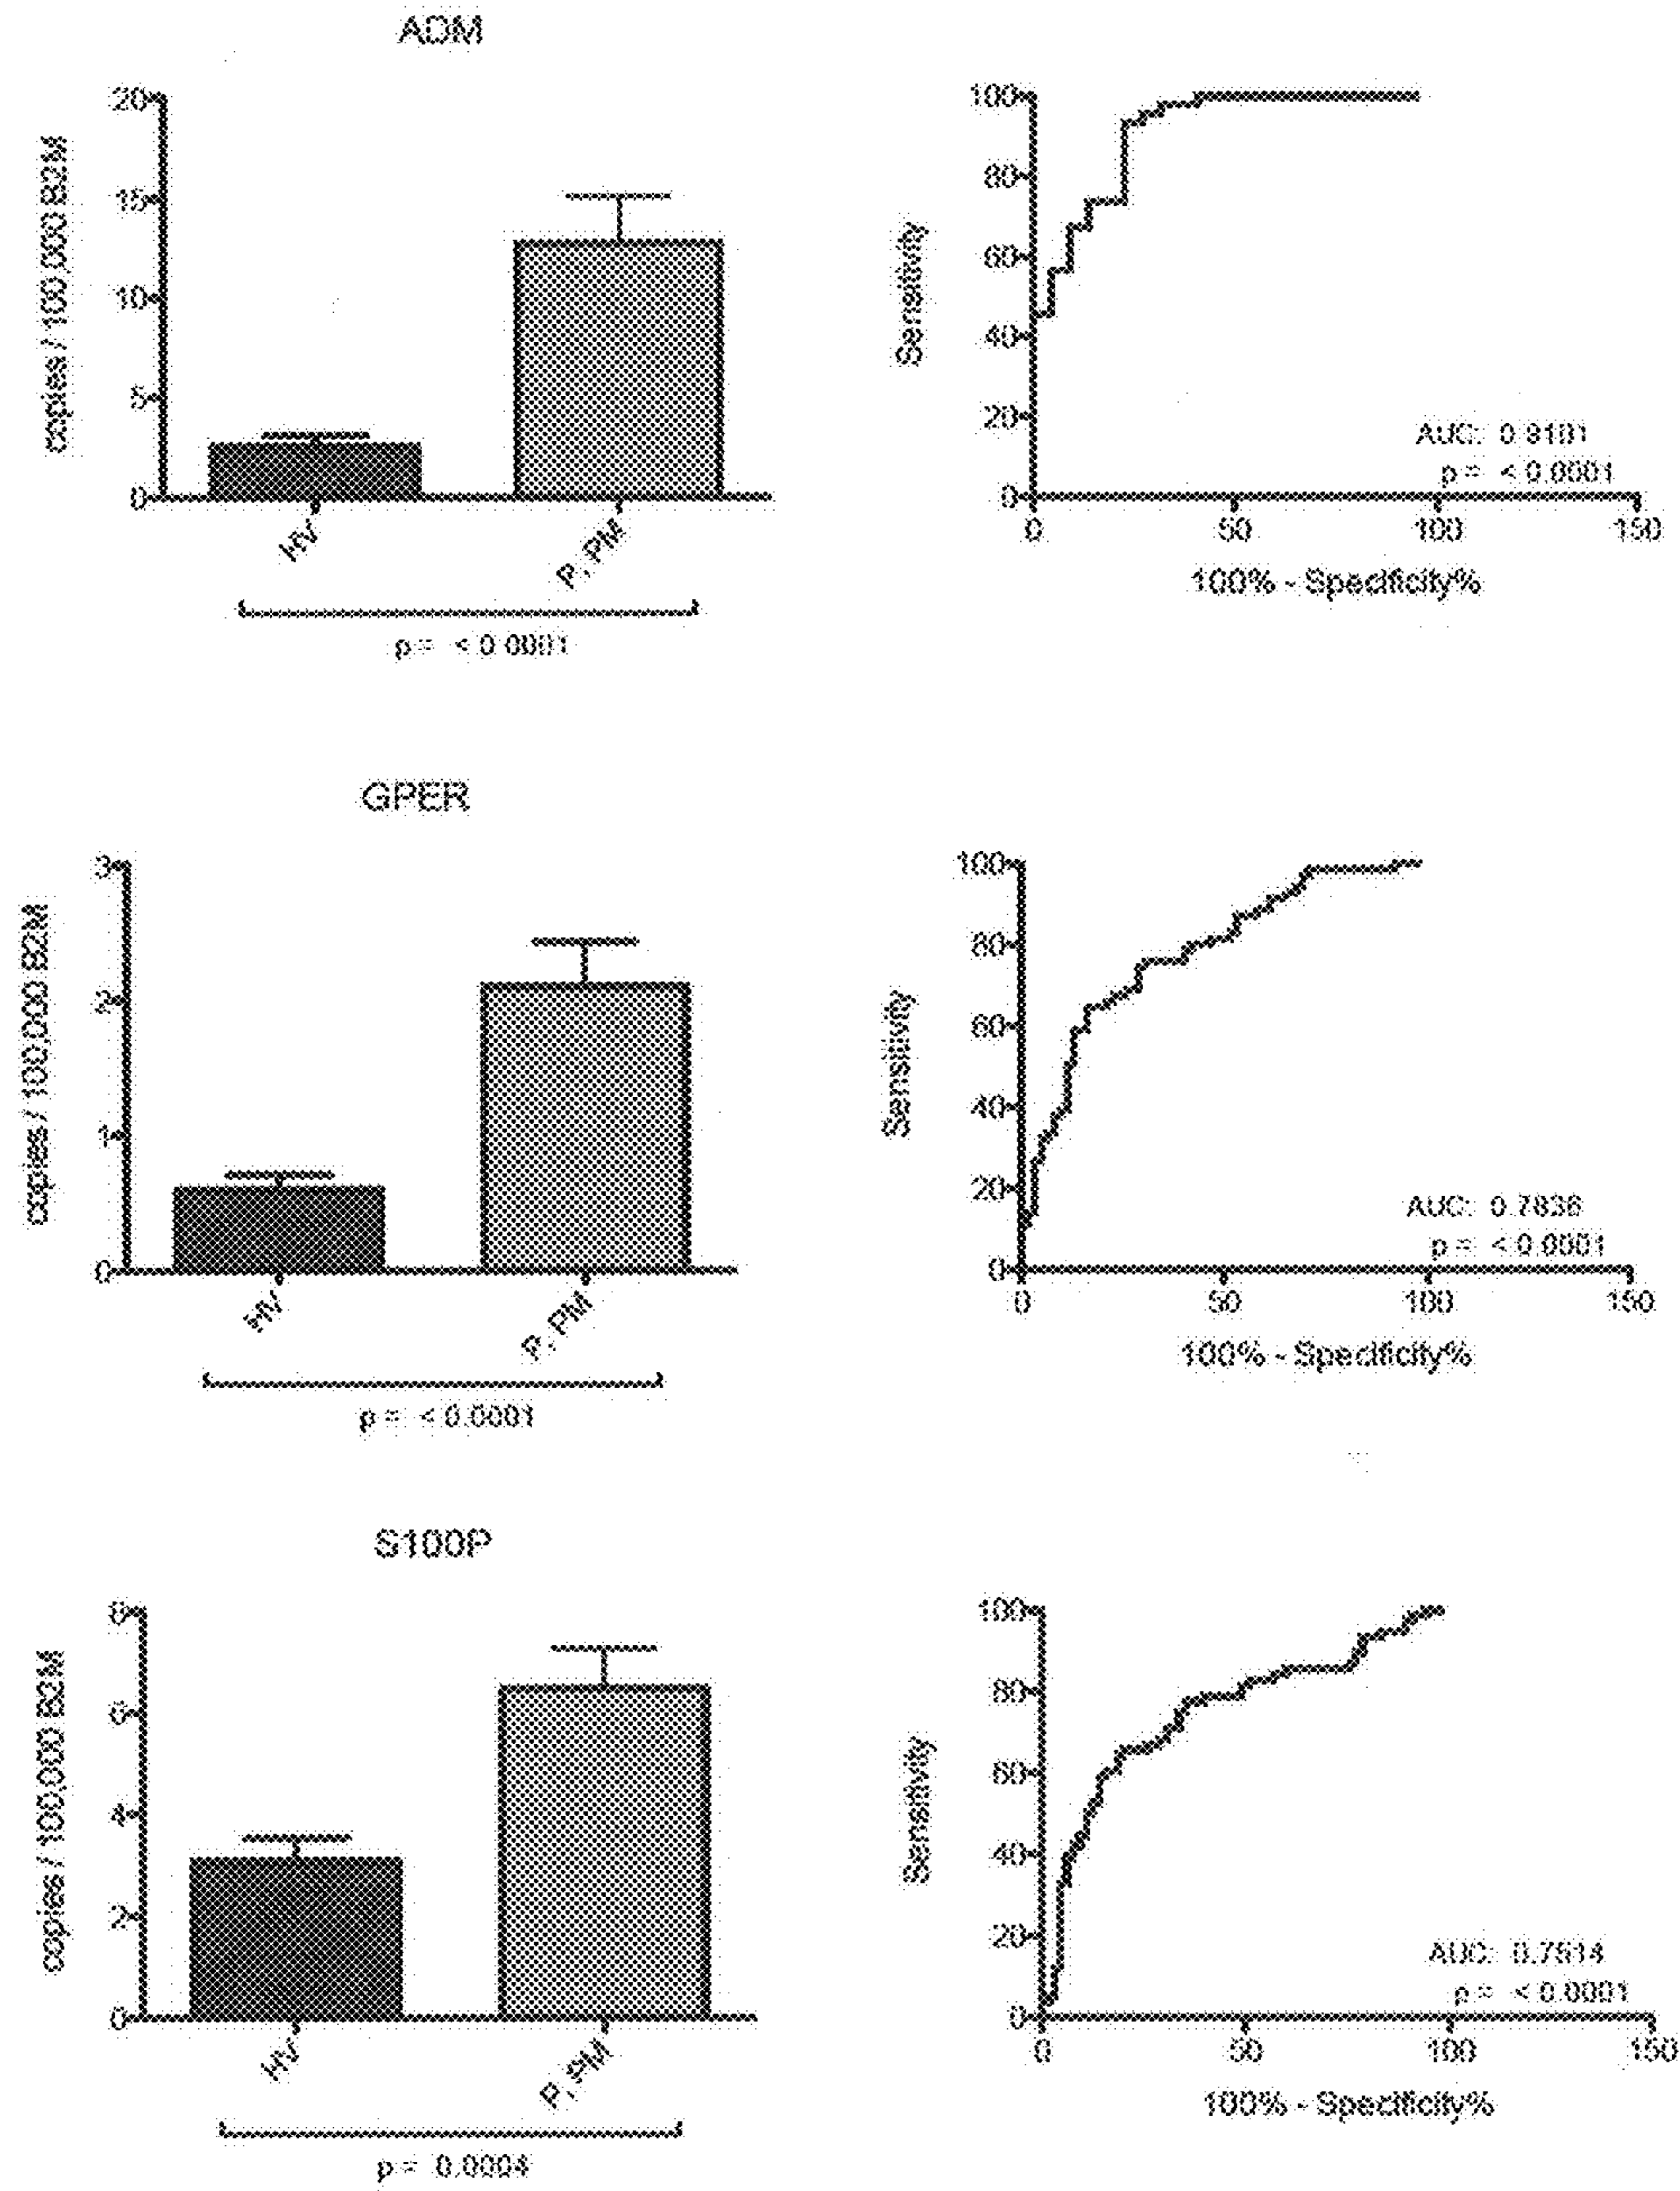 ADM
20
15
10
5
0
copies / 100,000 B2M
HV
P, PM
p = < 0.0001
100
80
60
40
20
0
Sensitivity
0
50
100
150
100% - Specificity%
AUC: 0.9101
p = < 0.0001
GPER
3
2
1
0
copies / 100,000 B2M
HV
P, PM
p = < 0.0001
100
80
60
40
20
0
Sensitivity
0
50
100
150
100% - Specificity%
AUC: 0.7836
p = < 0.0001
S100P
8
6
4
2
0
copies / 100,000 B2M
HV
P, PM
p = 0.0004
100
80
60
40
20
0
Sensitivity
0
50
100
150
100% - Specificity%
AUC:
p = < 0.0001